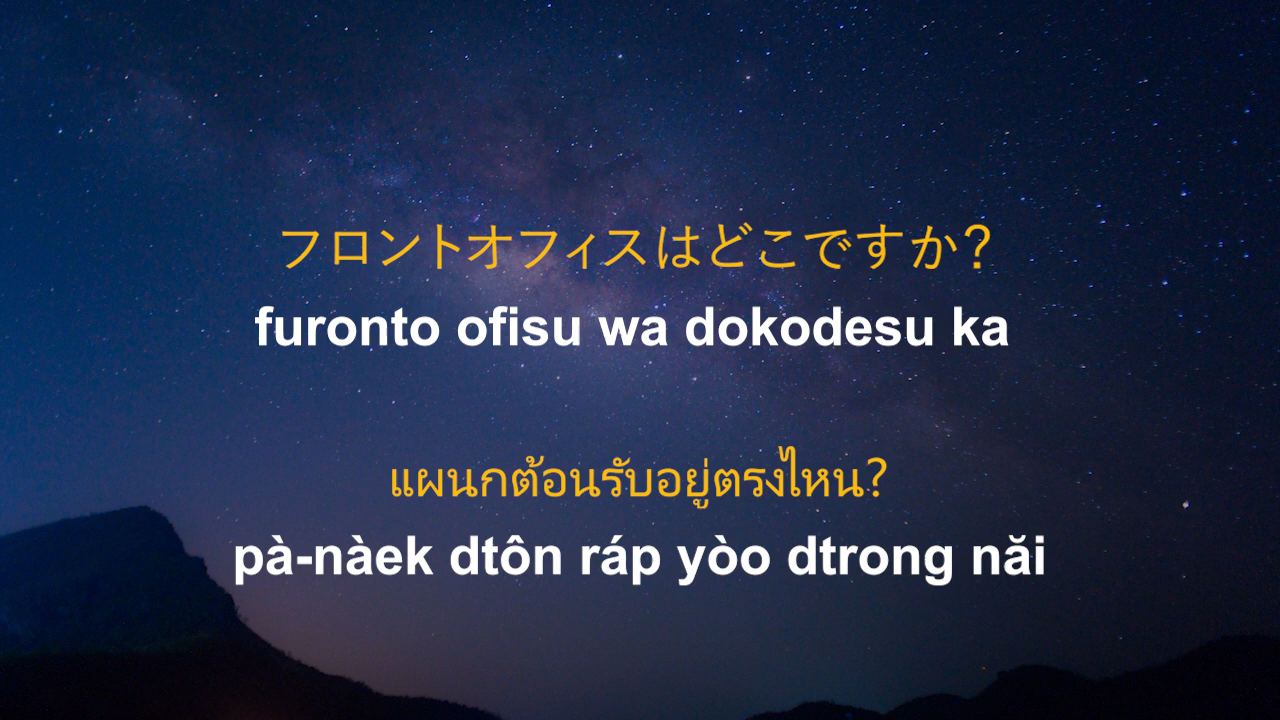 フロントオフィスはどこですか?
furonto ofisu wa dokodesu ka
แผนกต้อนรับอยู่ตรงไหน?
pà-nàek dtôn ráp yòo dtrong năi